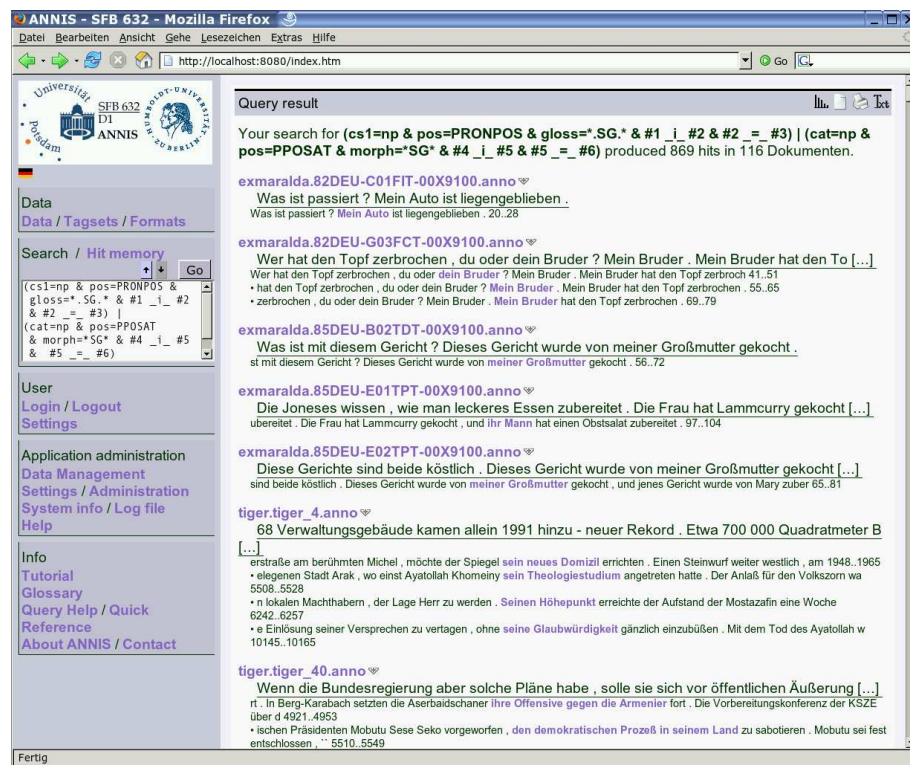 ANNIS - SFB 632 - Mozilla Firefox
Datei Bearbeiten Ansicht Gehe Lesezeichen Extras Hilfe
http://localhost:8080/index.htm
Go
G
Universität Potsdam
SFB 632
D1
ANNIS
HUMBOLDT-UNIVERSITÄT ZU BERLIN
Data
Data / Tagsets / Formats
Search / Hit memory
Go
(cs1=np & pos=PRONPOS &
gloss=*.SG.* & #1 _i_ #2
& #2 _=_ #3) |
(cat=np & pos=PPOSAT
& morph=*SG* & #4 _i_ #5
& #5 _=_ #6)
User
Login / Logout
Settings
Application administration
Data Management
Settings / Administration
System info / Log file
Help
Info
Tutorial
Glossary
Query Help / Quick
Reference
About ANNIS / Contact
Query result
Txt
Your search for (cs1=np & pos=PRONPOS & gloss=*.SG.* & #1 _i_ #2 & #2 _=_ #3) | (cat=np &
pos=PPOSAT & morph=*SG* & #4 _i_ #5 & #5 _=_ #6) produced 869 hits in 116 Dokumenten.
exmaralda.82DEU-C01FIT-00X9100.anno
Was ist passiert ? Mein Auto ist liegengeblieben .
Was ist passiert ? Mein Auto ist liegengeblieben . 20..28
exmaralda.82DEU-G03FCT-00X9100.anno
Wer hat den Topf zerbrochen , du oder dein Bruder ? Mein Bruder . Mein Bruder hat den To [...]
Wer hat den Topf zerbrochen , du oder dein Bruder ? Mein Bruder . Mein Bruder hat den Topf zerbroch 41..51
• hat den Topf zerbrochen , du oder dein Bruder ? Mein Bruder . Mein Bruder hat den Topf zerbrochen . 55..65
• zerbrochen , du oder dein Bruder ? Mein Bruder . Mein Bruder hat den Topf zerbrochen . 69..79
exmaralda.85DEU-B02TDT-00X9100.anno
Was ist mit diesem Gericht ? Dieses Gericht wurde von meiner Großmutter gekocht .
st mit diesem Gericht ? Dieses Gericht wurde von meiner Großmutter gekocht . 56..72
exmaralda.85DEU-E01TPT-00X9100.anno
Die Joneses wissen , wie man leckeres Essen zubereitet . Die Frau hat Lammcurry gekocht [...]
ubereitet . Die Frau hat Lammcurry gekocht , und ihr Mann hat einen Obstsalat zubereitet . 97..104
exmaralda.85DEU-E02TPT-00X9100.anno
Diese Gerichte sind beide köstlich . Dieses Gericht wurde von meiner Großmutter gekocht [...]
sind beide köstlich . Dieses Gericht wurde von meiner Großmutter gekocht , und jenes Gericht wurde von Mary zuber 65..81
tiger.tiger_4.anno
68 Verwaltungsgebäude kamen allein 1991 hinzu - neuer Rekord . Etwa 700 000 Quadratmeter B
[...]
erstraße am berühmten Michel , möchte der Spiegel sein neues Domizil errichten . Einen Steinwurf weiter westlich , am 1948..1965
• elegenen Stadt Arak , wo einst Ayatollah Khomeiny sein Theologiestudium angetreten hatte . Der Anlaß für den Volkszorn wa
5508..5528
• n lokalen Machthabern , der Lage Herr zu werden . Seinen Höhepunkt erreichte der Aufstand der Mostazafin eine Woche
6242..6257
• e Einlösung seiner Versprechen zu vertagen , ohne seine Glaubwürdigkeit gänzlich einzubüßen . Mit dem Tod des Ayatollah w
10145..10165
tiger.tiger_40.anno
Wenn die Bundesregierung aber solche Pläne habe , solle sie sich vor öffentlichen Äußerung [...]
rt . In Berg-Karabach setzten die Aserbaidschaner ihre Offensive gegen die Armenier fort . Die Vorbereitungskonferenz der KSZE
über d 4921..4953
• ischen Präsidenten Mobutu Sese Seko vorgeworfen , den demokratischen Prozeß in seinem Land zu sabotieren . Mobutu sei fest
entschlossen , `` 5510..5549
Fertig